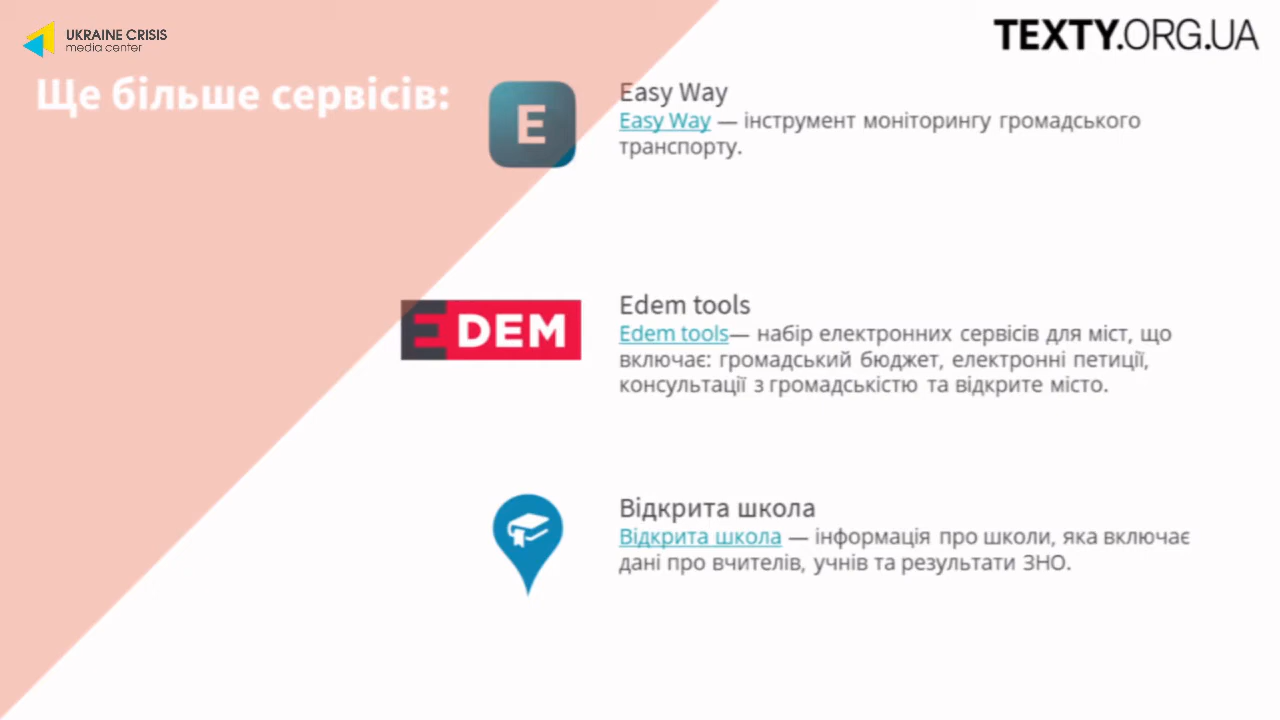 UKRAINE CRISIS
media center
TEXTY.ORG.UA
Ще більше сервісів:
E
Easy Way
Easy Way — інструмент моніторингу громадського
транспорту.
EDEM
Edem tools
Edem tools— набір електронних сервісів для міст, що
включає: громадський бюджет, електронні петиції,
консультації з громадськістю та відкрите місто.
Відкрита школа
Відкрита школа — інформація про школи, яка включає
дані про вчителів, учнів та результати ЗНО.